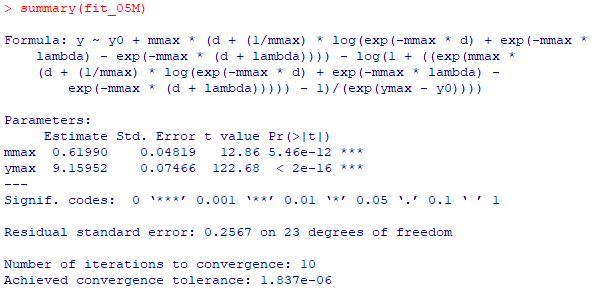 > summary(fit_05M)
Formula: y ~ y0 + mmax * (d + (1/mmax) * log(exp(-mmax * d) + exp(-mmax *
lambda) - exp(-mmax * (d + lambda)))) - log(1 + ((exp(mmax *
(d + (1/mmax) * log(exp(-mmax * d) + exp(-mmax * lambda) -
exp(-mmax * (d + lambda))))) - 1)/(exp(ymax - y0))))
Parameters:
Estimate Std. Error t value Pr(>|t|)
mmax 0.61990 0.04819 12.86 5.46e-12 ***
ymax 9.15952 0.07466 122.68 < 2e-16 ***
---
Signif. codes: 0 ‘***’ 0.001 ‘**’ 0.01 ‘*’ 0.05 ‘.’ 0.1 ‘ ’ 1
Residual standard error: 0.2567 on 23 degrees of freedom
Number of iterations to convergence: 10
Achieved convergence tolerance: 1.837e-06